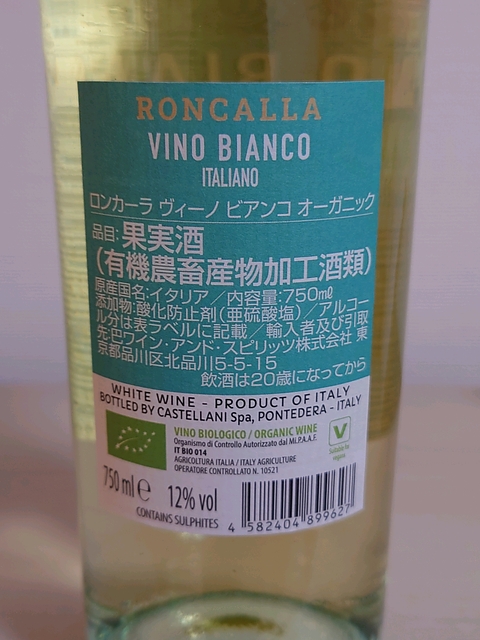 RONCALLA
VINO BIANCO
ITALIANO
ロンカーラ ヴィーノ ビアンコ オーガニック
品目:果実酒
(有機農畜産物加工酒類)
原産国名:イタリア／内容量:750mℓ
添加物:酸化防止剤(亜硫酸塩)／アルコー
ル分は表ラベルに記載／輸入者及び引取
先:巴ワイン・アンド・スピリッツ株式会社 東
京都品川区北品川5-5-15
飲酒は20歳になってから
WHITE WINE - PRODUCT OF ITALY
BOTTLED BY CASTELLANI Spa, PONTEDERA - ITALY
VINO BIOLOGICO / ORGANIC WINE
Organismo di Controllo Autorizzato dal Mi.P.A.A.F.
IT BIO 014
AGRICOLTURA ITALIA / ITALY AGRICULTURE
OPERATORE CONTROLLATO N. 10521
V
Suitable for
vegans
750 ml e 12% vol
CONTAINS SULPHITES
4 582404 899627